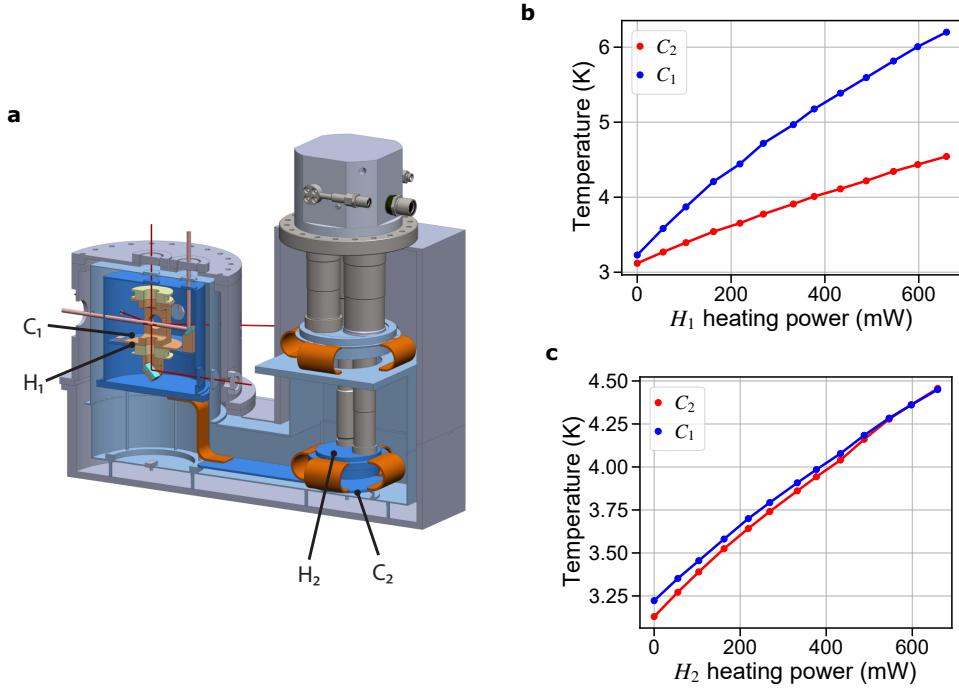 a
C₁
H₁
H₂
C₂
b
Temperature (K)
6
5
4
3
C₂
C₁
0
200
400
600
H₁ heating power (mW)
c
Temperature (K)
4.50
4.25
4.00
3.75
3.50
3.25
C₂
C₁
0
200
400
600
H₂ heating power (mW)